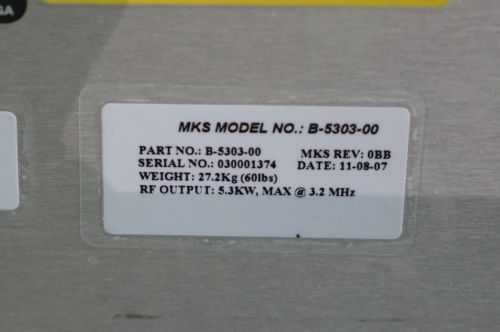 GA
MKS MODEL NO.: B-5303-00
PART NO.: B-5303-00 MKS REV: 0BB
SERIAL NO.: 030001374 DATE: 11-08-07
WEIGHT: 27.2Kg (60lbs)
RF OUTPUT: 5.3KW, MAX @ 3.2 MHz